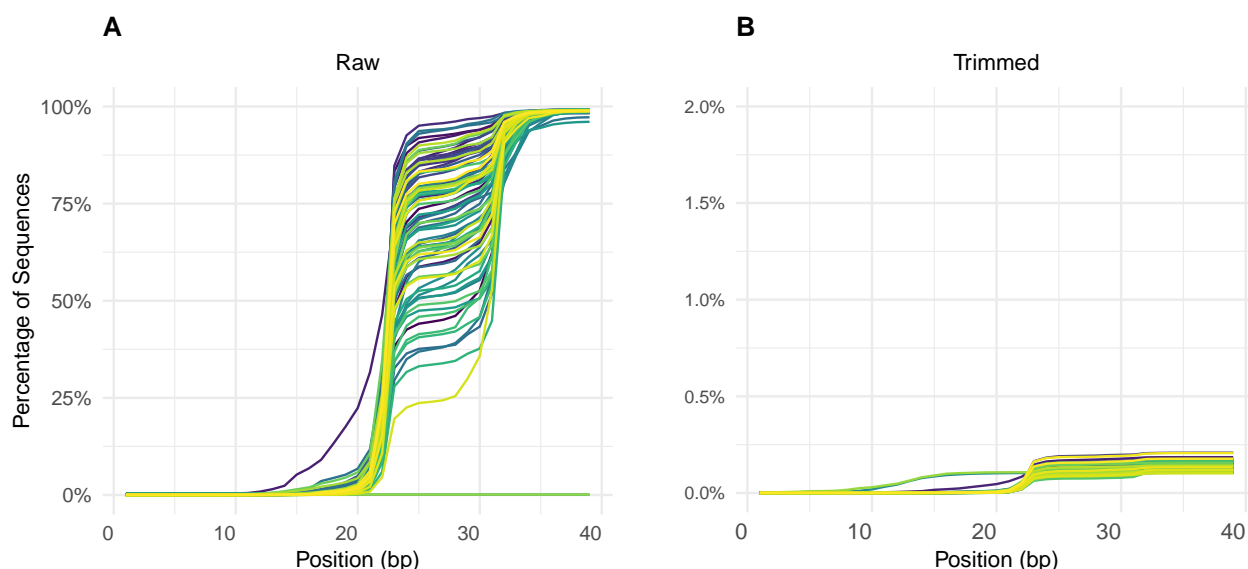 A
Raw
100%
75%
50%
25%
0%
Percentage of Sequences
0
10
20
30
40
Position (bp)
B
Trimmed
2.0%
1.5%
1.0%
0.5%
0.0%
0
10
20
30
40
Position (bp)